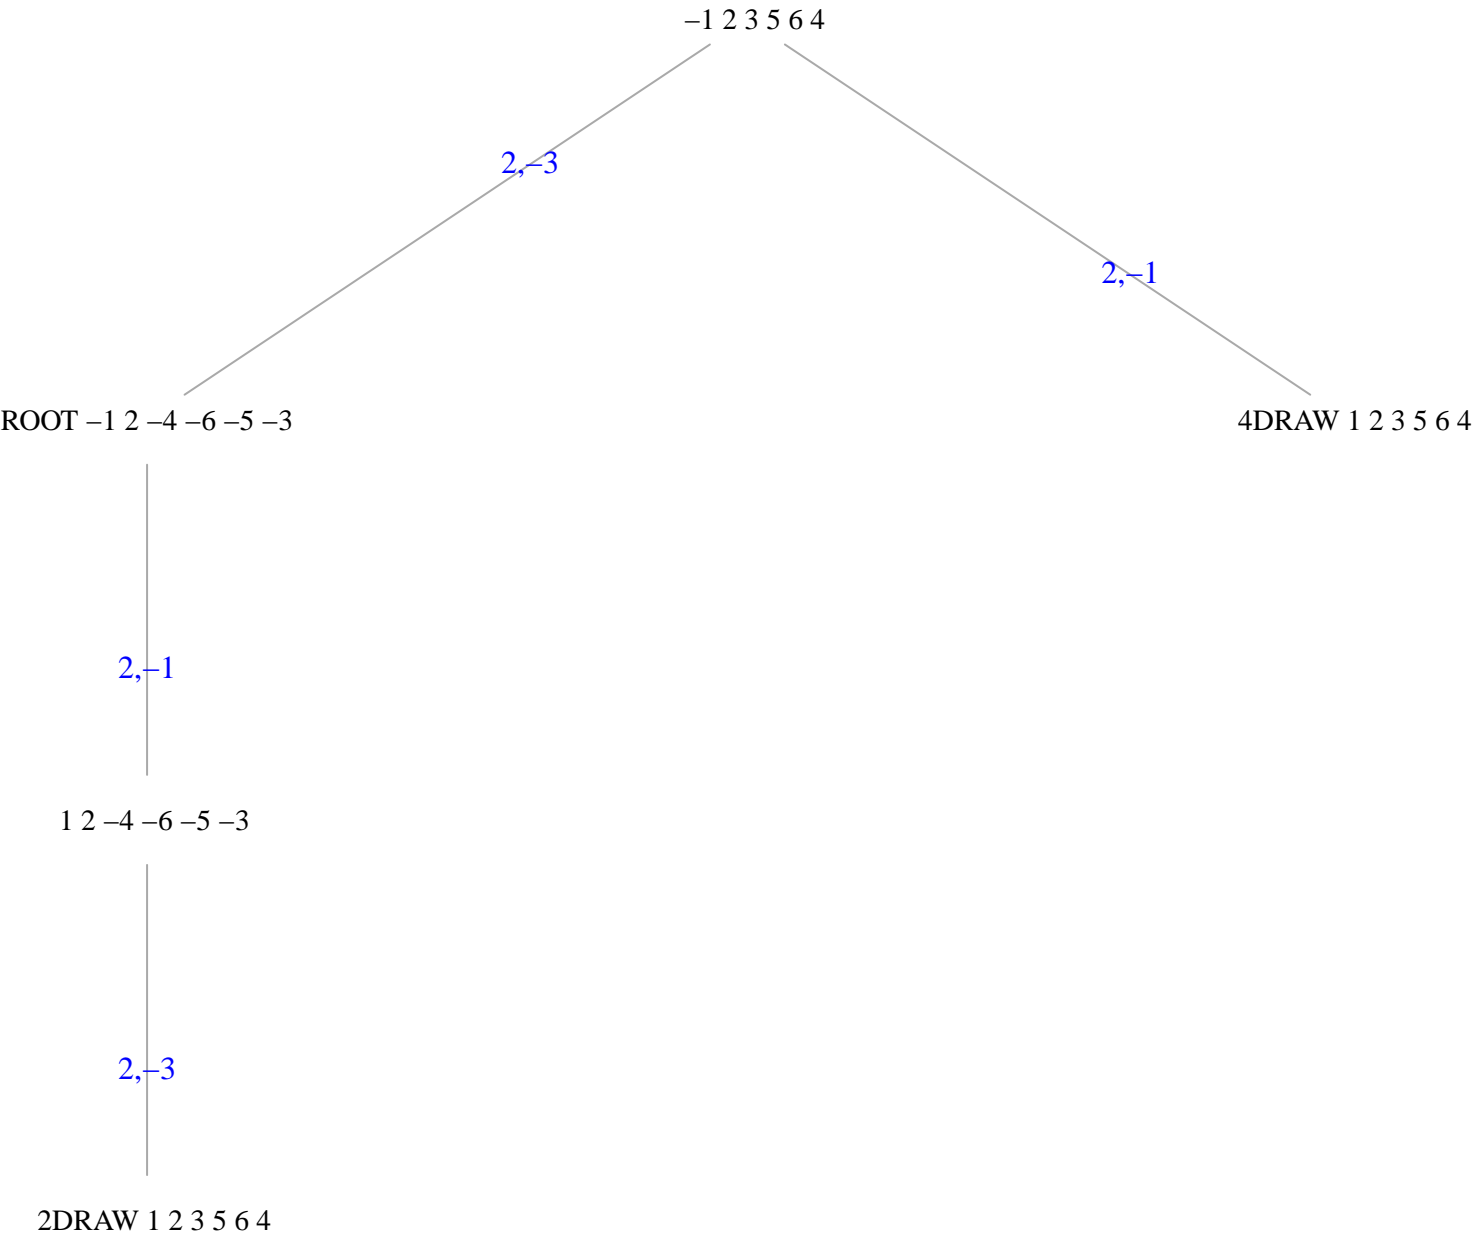 –1 2 3 5 6 4
2,–3
2,–1
ROOT –1 2 –4 –6 –5 –3
4DRAW 1 2 3 5 6 4
2,–1
1 2 –4 –6 –5 –3
2,–3
2DRAW 1 2 3 5 6 4